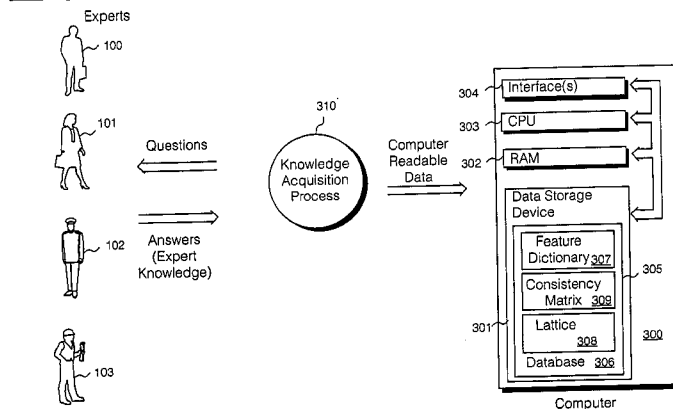 Experts
100
101
102
103
Questions
Answers
(Expert
Knowledge)
310
Knowledge
Acquisition
Process
Computer
Readable
Data
304
Interface(s)
303
CPU
302
RAM
Data Storage
Device
Feature
Dictionary 307
305
Consistency
Matrix 309
301
Lattice
308
300
Database 306
Computer